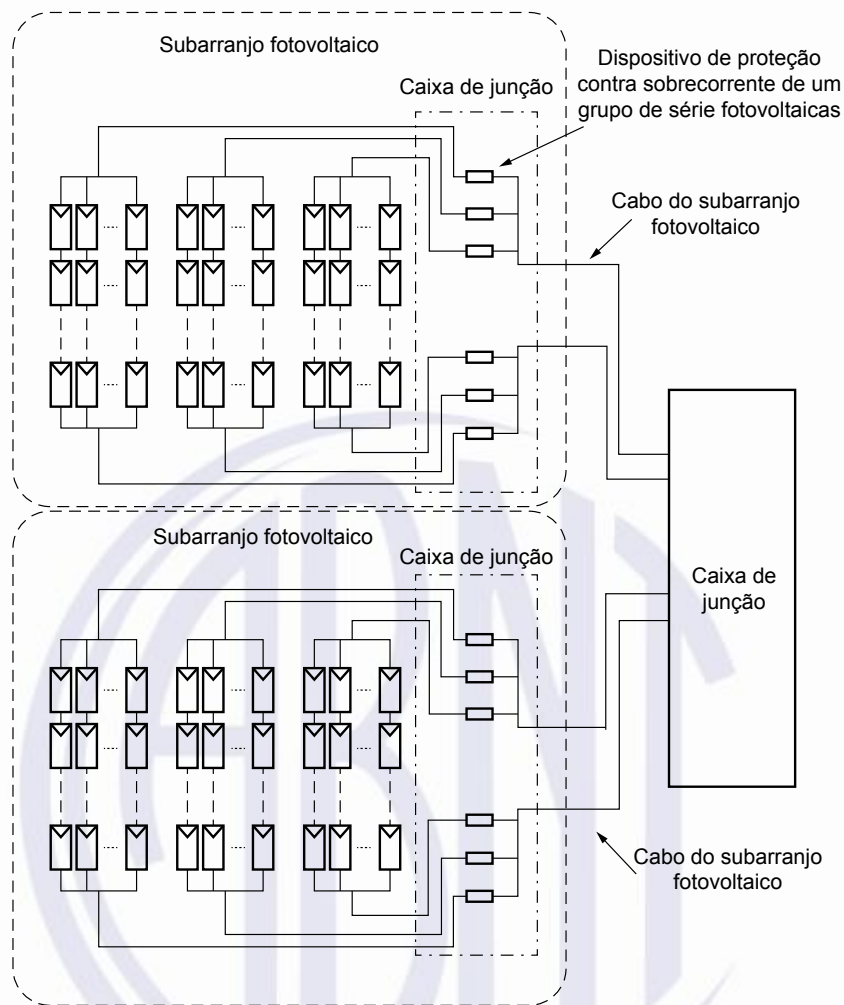 Subarranjo fotovoltaico
Dispositivo de proteção
contra sobrecorrente de um
grupo de série fotovoltaicas
Caixa de junção
Cabo do subarranjo
fotovoltaico
Caixa de
junção
Subarranjo fotovoltaico
Caixa de junção
Cabo do subarranjo
fotovoltaico
ABNT